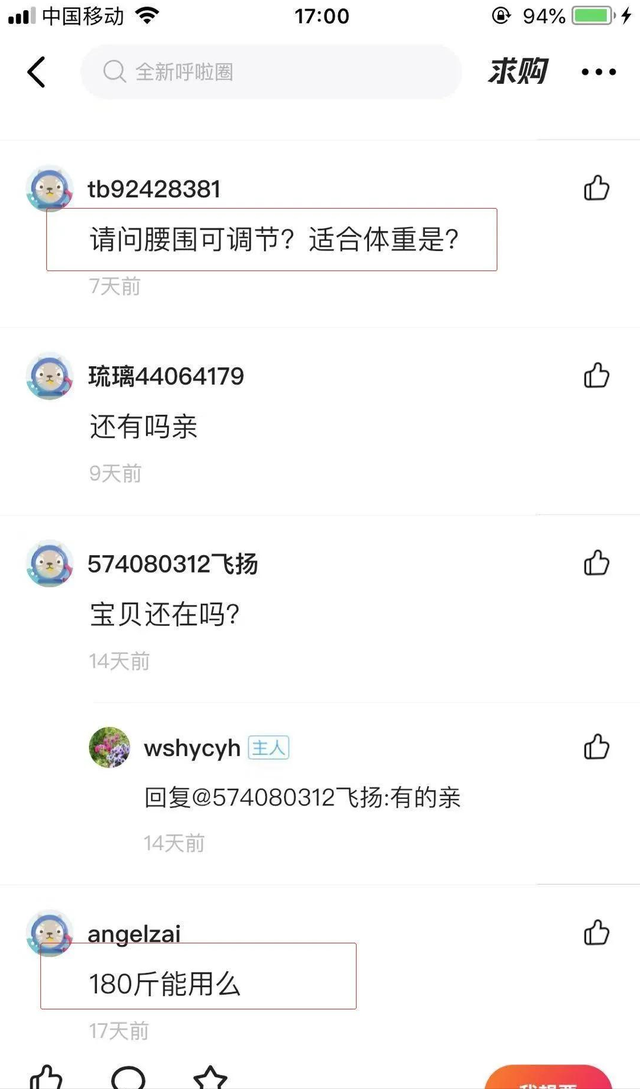 中国移动
17:00
94%
全新呼啦圈
求购
tb92428381
请问腰围可调节？适合体重是？
7天前
琉璃44064179
还有吗亲
9天前
574080312飞扬
宝贝还在吗？
14天前
wshycyh 主人
回复@574080312飞扬:有的亲
14天前
angelzai
180斤能用么
17天前
我想要